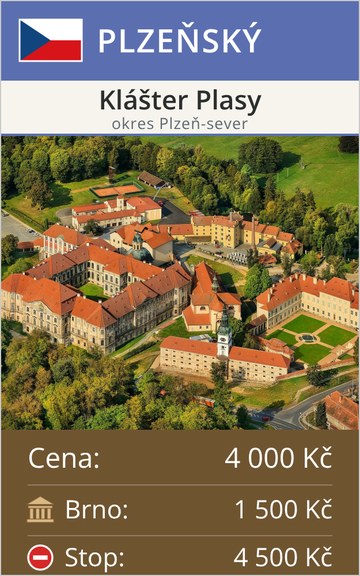 PLZEŇSKÝ
Klášter Plasy
okres Plzeň-sever
Cena: 4 000 Kč
Brno: 1 500 Kč
Stop: 4 500 Kč